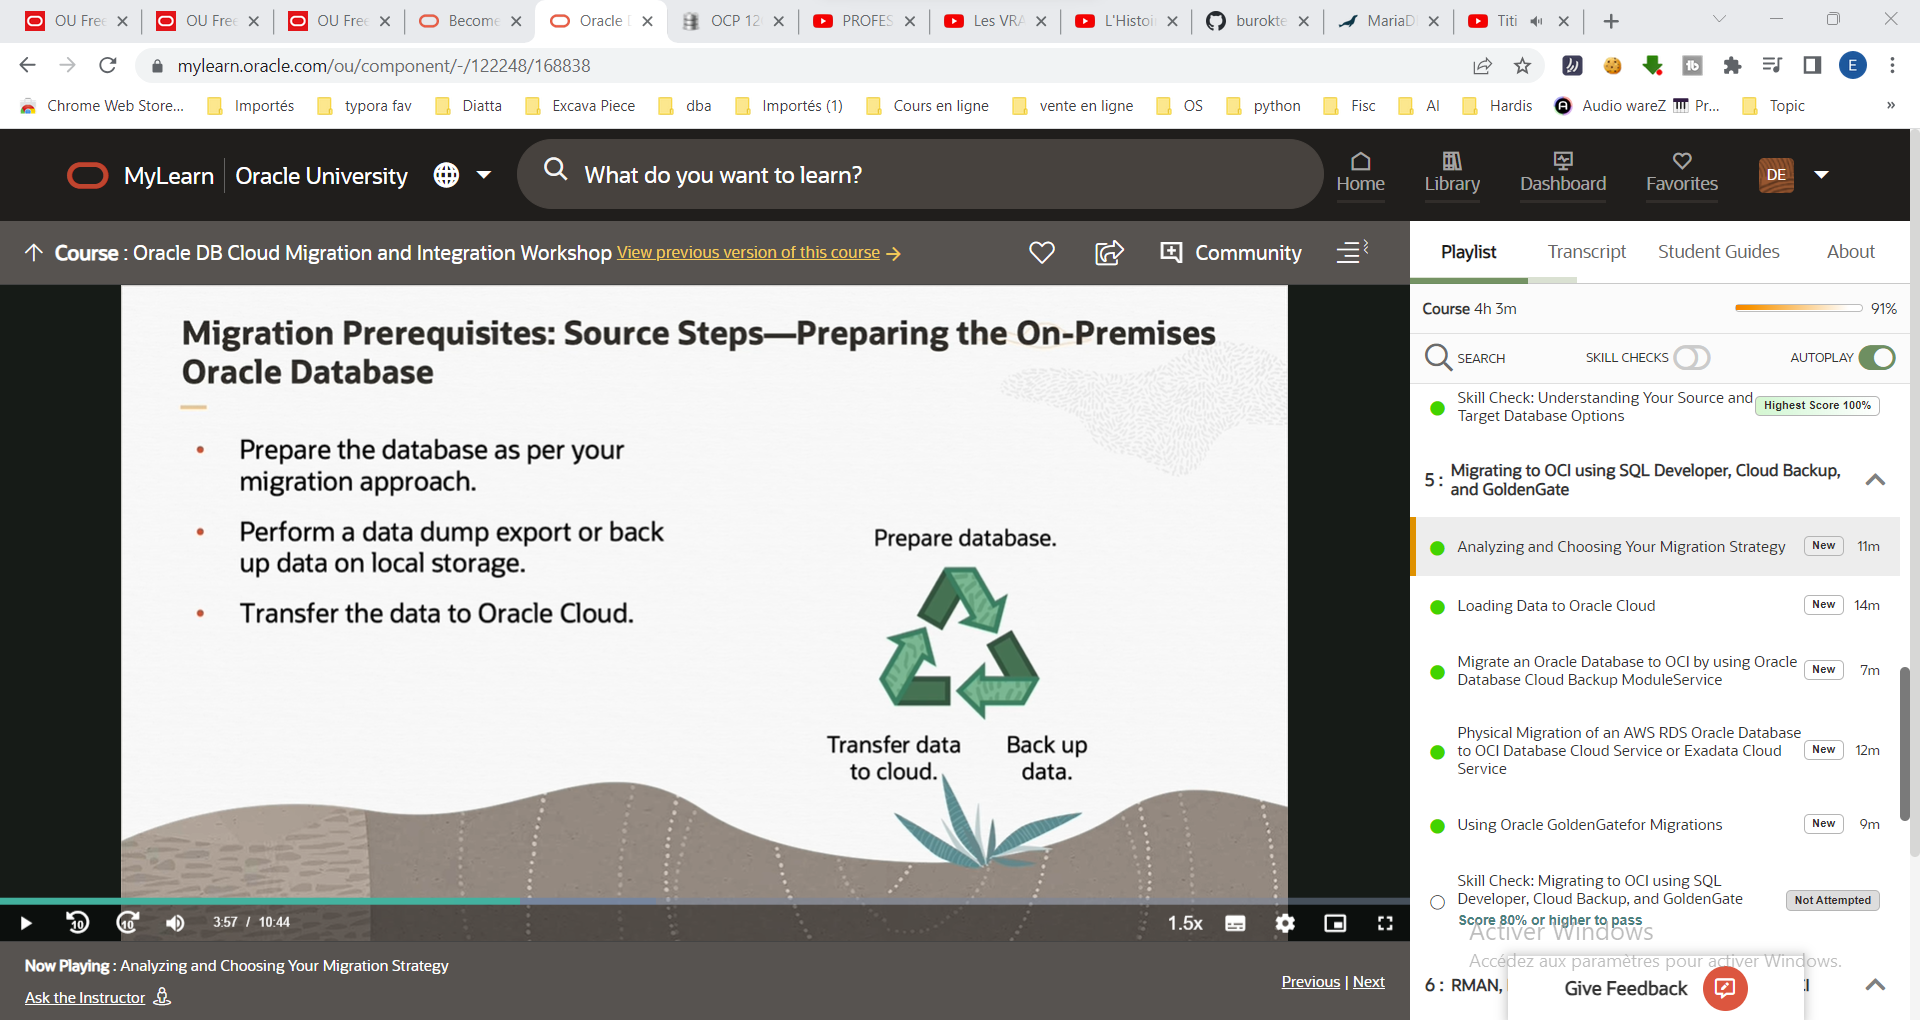 OU Free
OU Free
OU Free
Become
Oracle
OCP 12
PROFES
Les VRA
L'Histoi
burokte
MariaD
Titi
mylearn.oracle.com/ou/component/-/122248/168838
E
Chrome Web Store...
Importés
typora fav
Diatta
Excava Piece
dba
Importés (1)
Cours en ligne
vente en ligne
OS
python
Fisc
AI
Hardis
Audio wareZ
Pr...
Topic
»
MyLearn
Oracle University
What do you want to learn?
Home
Library
Dashboard
Favorites
DE
Course : Oracle DB Cloud Migration and Integration Workshop View previous version of this course
Community
Migration Prerequisites: Source Steps—Preparing the On-Premises
Oracle Database
• Prepare the database as per your
migration approach.
• Perform a data dump export or back
up data on local storage.
• Transfer the data to Oracle Cloud.
Prepare database.
Transfer data
to cloud.
Back up
data.
10
10
3:57 / 10:44
1.5x
Now Playing : Analyzing and Choosing Your Migration Strategy
Ask the Instructor
Previous | Next
Playlist
Transcript
Student Guides
About
Course 4h 3m
91%
SEARCH
SKILL CHECKS
AUTOPLAY
Skill Check: Understanding Your Source and
Target Database Options
Highest Score 100%
5 : Migrating to OCI using SQL Developer, Cloud Backup,
and GoldenGate
Analyzing and Choosing Your Migration Strategy
New
11m
Loading Data to Oracle Cloud
New
14m
Migrate an Oracle Database to OCI by using Oracle
Database Cloud Backup ModuleService
New
7m
Physical Migration of an AWS RDS Oracle Database
to OCI Database Cloud Service or Exadata Cloud
Service
New
12m
Using Oracle GoldenGatefor Migrations
New
9m
Skill Check: Migrating to OCI using SQL
Developer, Cloud Backup, and GoldenGate
Not Attempted
Score 80% or higher to pass
Activer Windows
Accédez aux paramètres pour activer Windows.
6 : RMAN,
Give Feedback